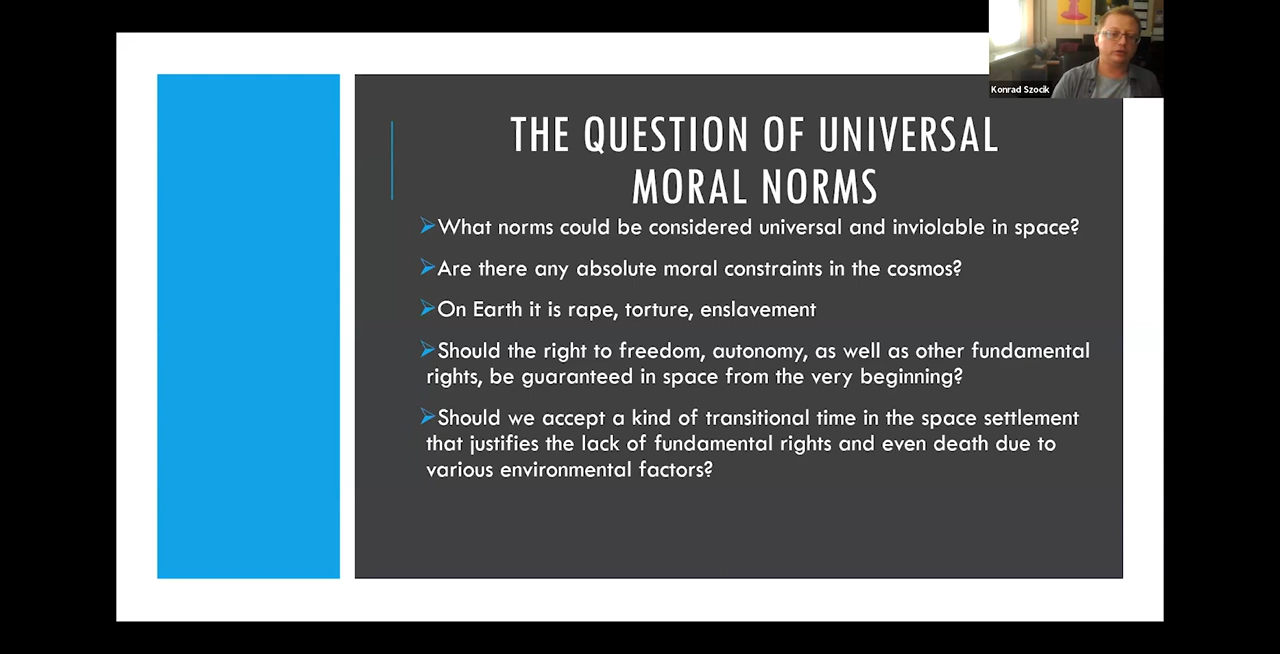 Konrad Szocik
THE QUESTION OF UNIVERSAL
MORAL NORMS
➢What norms could be considered universal and inviolable in space?
➢Are there any absolute moral constraints in the cosmos?
➢On Earth it is rape, torture, enslavement
➢Should the right to freedom, autonomy, as well as other fundamental
rights, be guaranteed in space from the very beginning?
➢Should we accept a kind of transitional time in the space settlement
that justifies the lack of fundamental rights and even death due to
various environmental factors?